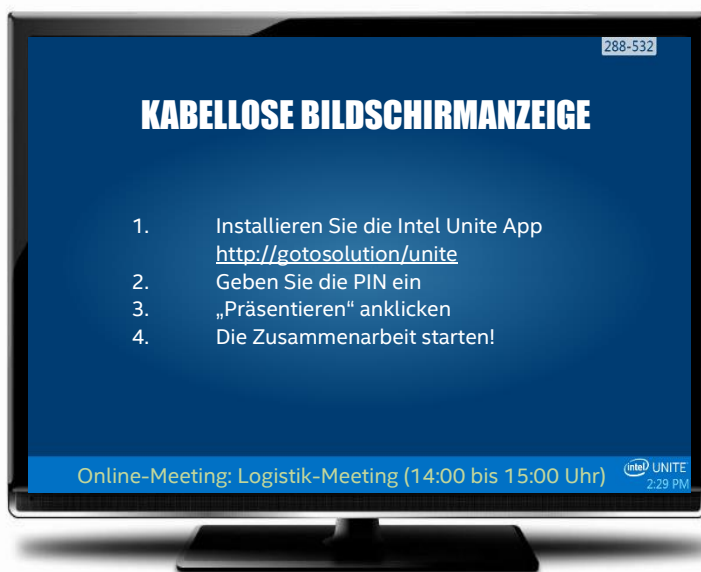 288-532
KABELLOSE BILDSCHIRMANZEIGE
1. Installieren Sie die Intel Unite App
http://gotosolution/unite
2. Geben Sie die PIN ein
3. „Präsentieren“ anklicken
4. Die Zusammenarbeit starten!
Online-Meeting: Logistik-Meeting (14:00 bis 15:00 Uhr)
intel UNITE
2:29 PM